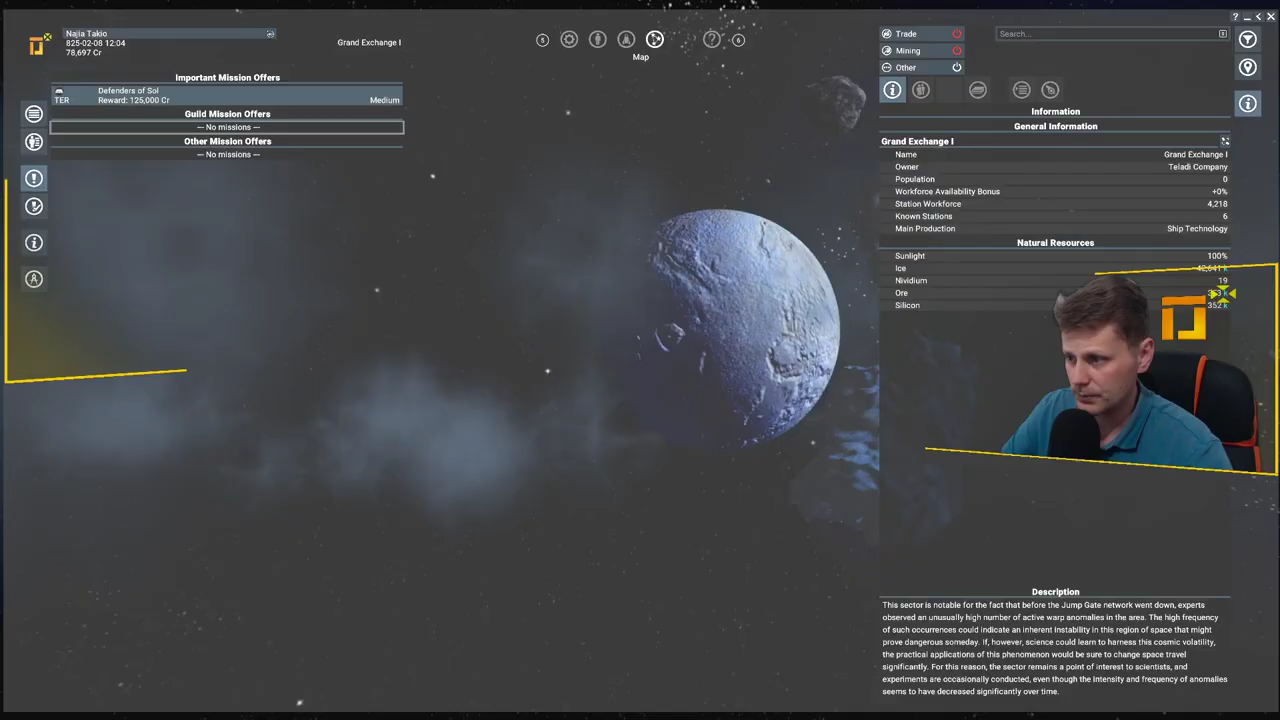 Najia Takio
825-02-08 12:04
78,697 Cr
Grand Exchange I
5
6
Map
Important Mission Offers
Defenders of Sol
TER Reward: 125,000 Cr Medium
Guild Mission Offers
--- No missions ---
Other Mission Offers
--- No missions ---
Trade
Mining
Other
Search...
Information
General Information
Grand Exchange I
Name Grand Exchange I
Owner Teladi Company
Population 0
Workforce Availability Bonus +0%
Station Workforce 4,218
Known Stations 6
Main Production Ship Technology
Natural Resources
Sunlight 100%
Ice
Nividium 19
Ore
Silicon 352 k
Description
This sector is notable for the fact that before the Jump Gate network went down, experts
observed an unusually high number of active warp anomalies in the area. The high frequency
of such occurrences could indicate an inherent instability in this region of space that might
prove dangerous someday. If, however, science could learn to harness this cosmic volatility,
the practical applications of this phenomenon would be sure to change space travel
significantly. For this reason, the sector remains a point of interest to scientists, and
experiments are occasionally conducted, even though the intensity and frequency of anomalies
seems to have decreased significantly over time.